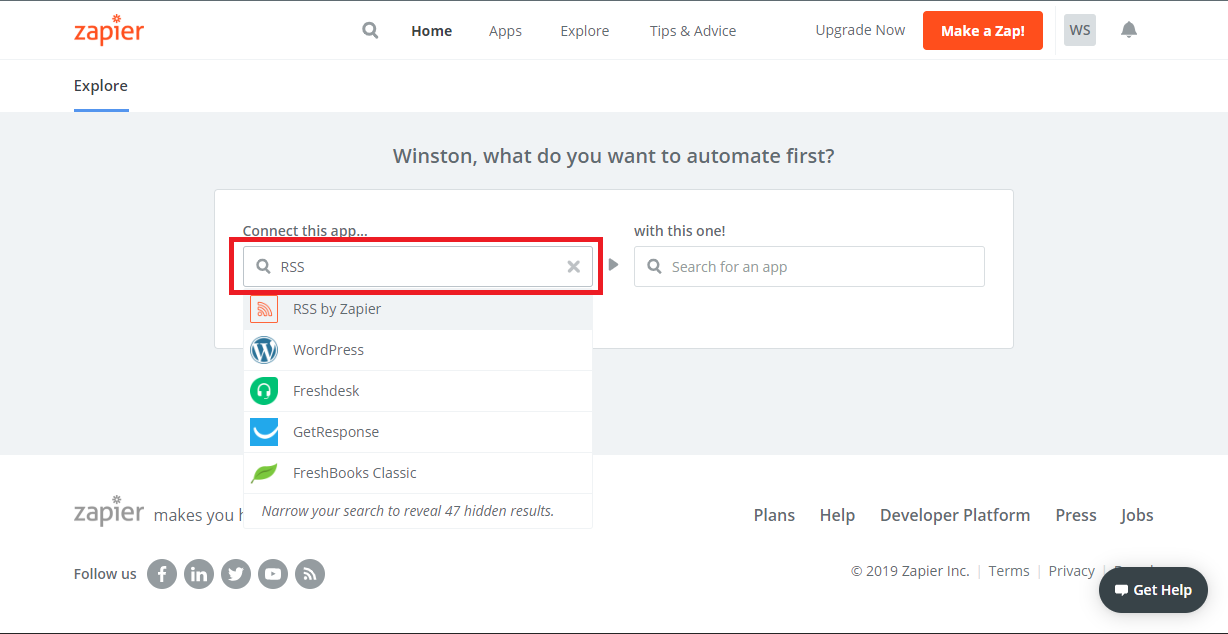 zapier
Home
Apps
Explore
Tips & Advice
Upgrade Now
Make a Zap!
WS
Explore
Winston, what do you want to automate first?
Connect this app...
with this one!
RSS
Search for an app
RSS by Zapier
WordPress
Freshdesk
GetResponse
FreshBooks Classic
Narrow your search to reveal 47 hidden results.
zapier makes you
Plans
Help
Developer Platform
Press
Jobs
Follow us
© 2019 Zapier Inc. | Terms | Privacy |
Get Help